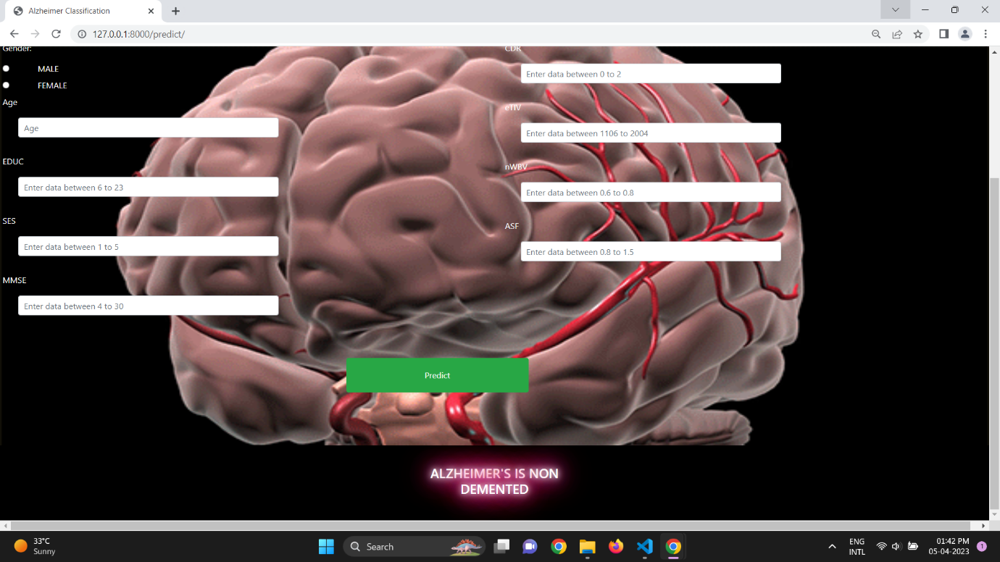 Alzheimer Classification
127.0.0.1:8000/predict/
Gender:
MALE
FEMALE
Age
Age
EDUC
Enter data between 6 to 23
SES
Enter data between 1 to 5
MMSE
Enter data between 4 to 30
CDR
Enter data between 0 to 2
eTIV
Enter data between 1106 to 2004
nWBV
Enter data between 0.6 to 0.8
ASF
Enter data between 0.8 to 1.5
Predict
ALZHEIMER'S IS NON
DEMENTED
33°C
Sunny
Search
ENG
INTL
01:42 PM
05-04-2023
1